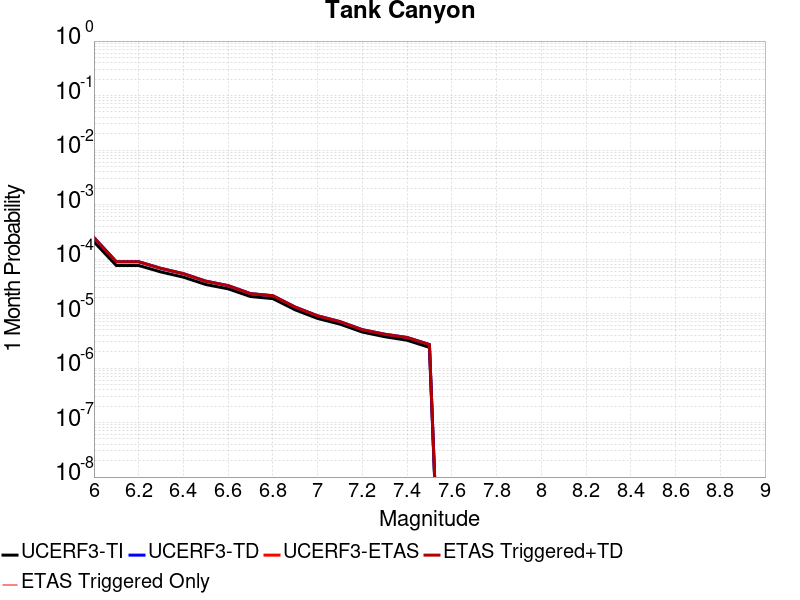 Tank Canyon
10^0
10^-1
10^-2
10^-3
10^-4
10^-5
10^-6
10^-7
10^-8
1 Month Probability
6 6.2 6.4 6.6 6.8 7 7.2 7.4 7.6 7.8 8 8.2 8.4 8.6 8.8 9
Magnitude
UCERF3-TI UCERF3-TD UCERF3-ETAS ETAS Triggered+TD
ETAS Triggered Only